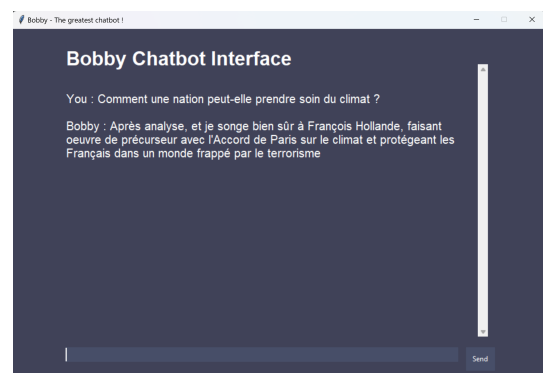 Bobby - The greatest chatbot !
Bobby Chatbot Interface
You : Comment une nation peut-elle prendre soin du climat ?
Bobby : Après analyse, et je songe bien sûr à François Hollande, faisant
oeuvre de précurseur avec l'Accord de Paris sur le climat et protégeant les
Français dans un monde frappé par le terrorisme
Send